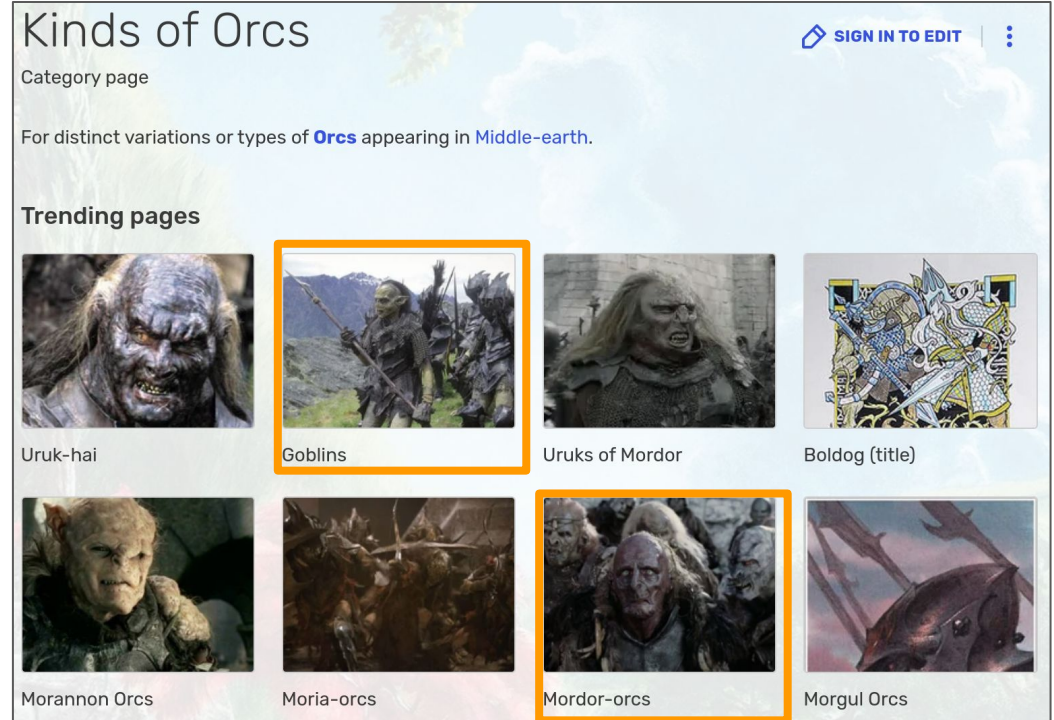 Kinds of Orcs
SIGN IN TO EDIT
Category page
For distinct variations or types of Orcs appearing in Middle-earth.
Trending pages
Uruk-hai
Goblins
Uruks of Mordor
Boldog (title)
Morannon Orcs
Moria-orcs
Mordor-orcs
Morgul Orcs